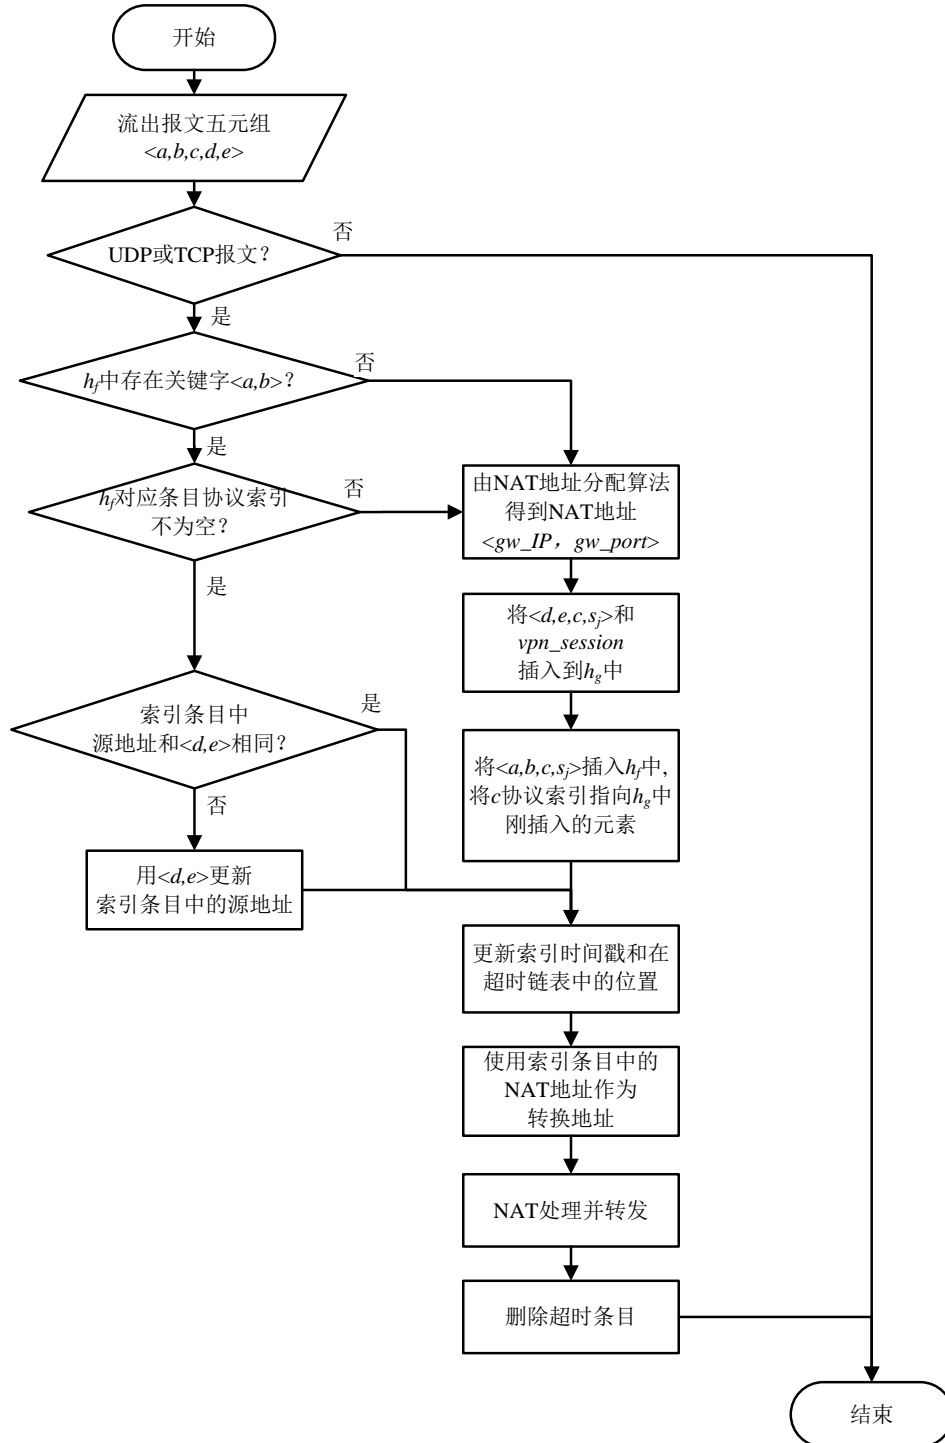 开始
流出报文五元组
<a,b,c,d,e>
UDP或TCP报文？
否
是
hf中存在关键字<a,b>？
否
是
hf对应条目协议索引
不为空？
否
是
由NAT地址分配算法
得到NAT地址
<gw_IP，gw_port>
将<d,e,c,sj>和
vpn_session
插入到hg中
索引条目中
源地址和<d,e>相同？
是
否
将<a,b,c,sj>插入hf中,
将c协议索引指向hg中
刚插入的元素
用<d,e>更新
索引条目中的源地址
更新索引时间戳和在
超时链表中的位置
使用索引条目中的
NAT地址作为
转换地址
NAT处理并转发
删除超时条目
结束